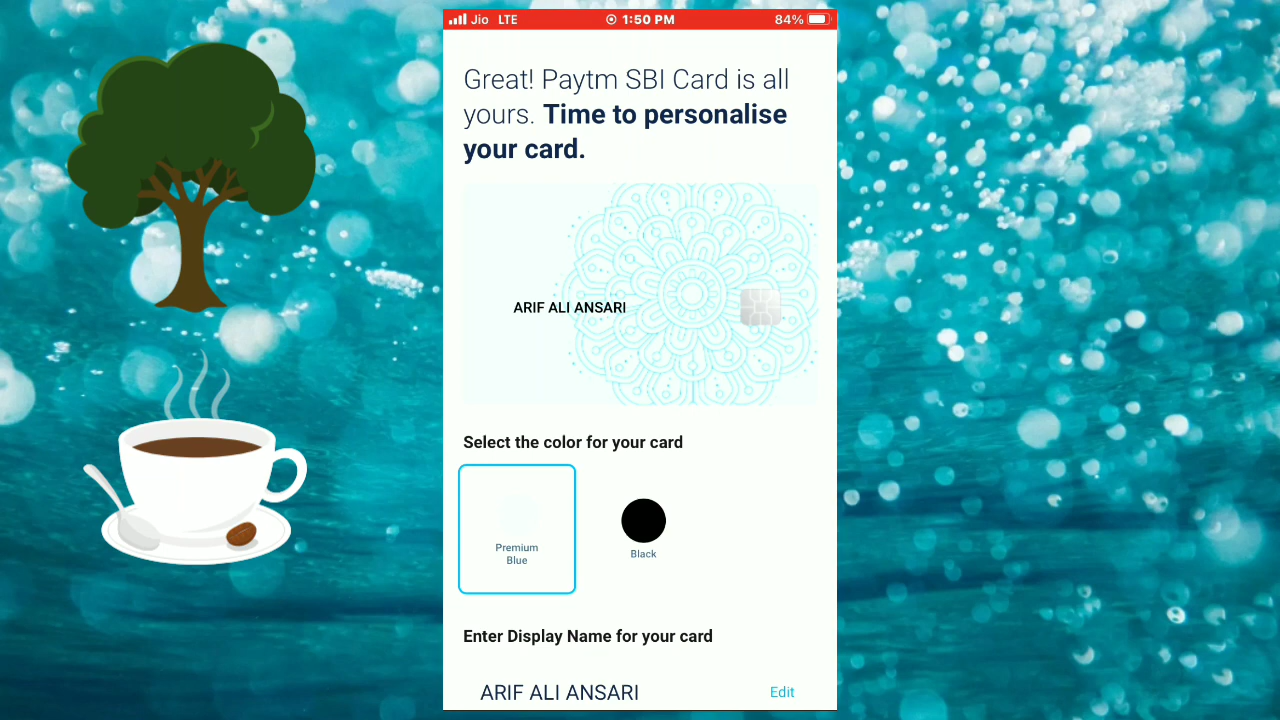 Jio LTE 1:50 PM 84%
Great! Paytm SBI Card is all
yours. Time to personalise
your card.
ARIF ALI ANSARI
Select the color for your card
Premium
Blue
Black
Enter Display Name for your card
ARIF ALI ANSARI Edit